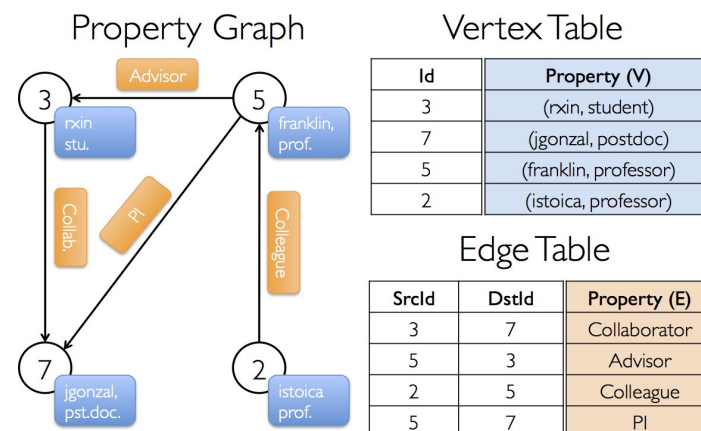 Property Graph
Advisor
3
5
rxin
stu.
franklin,
prof.
Collab.
PI
Colleague
7
2
jgonzal,
pst.doc.
istoica
prof.
Vertex Table
Id Property (V)
3 (rxin, student)
7 (jgonzal, postdoc)
5 (franklin, professor)
2 (istoica, professor)
Edge Table
SrcId DstId Property (E)
3 7 Collaborator
5 3 Advisor
2 5 Colleague
5 7 PI